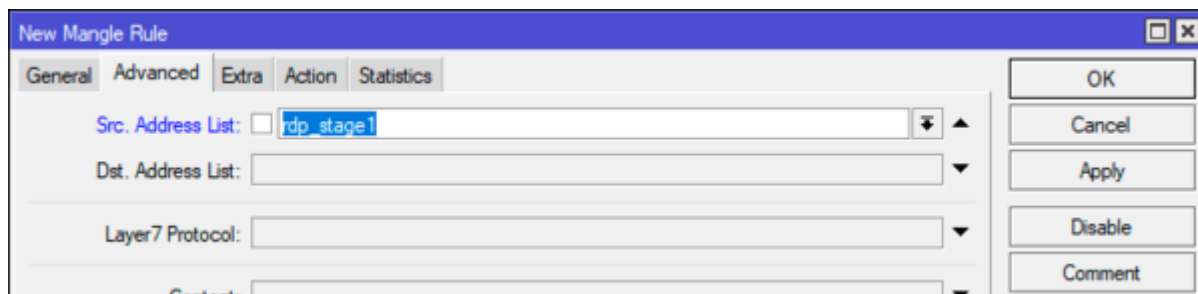 New Mangle Rule
General Advanced Extra Action Statistics
OK
Src. Address List: rdp_stage1
Cancel
Dst. Address List:
Apply
Layer7 Protocol:
Disable
Comment